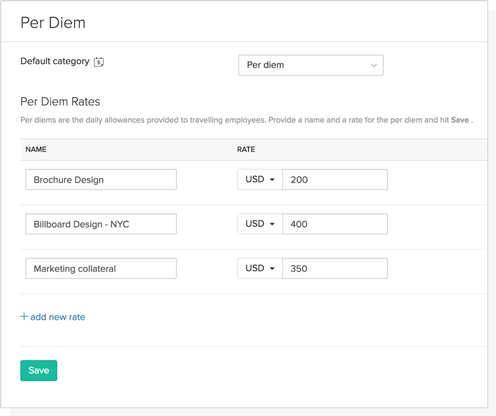 Per Diem
Default category
Per diem
Per Diem Rates
Per diems are the daily allowances provided to travelling employees. Provide a name and a rate for the per diem and hit Save .
NAME RATE
Brochure Design USD 200
Billboard Design - NYC USD 400
Marketing collateral USD 350
+ add new rate
Save